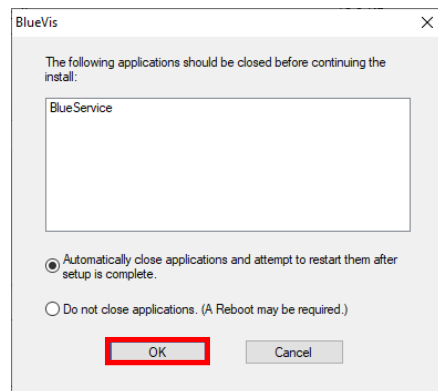 BlueVis
The following applications should be closed before continuing the
install:
BlueService
Automatically close applications and attempt to restart them after
setup is complete.
Do not close applications. (A Reboot may be required.)
OK
Cancel